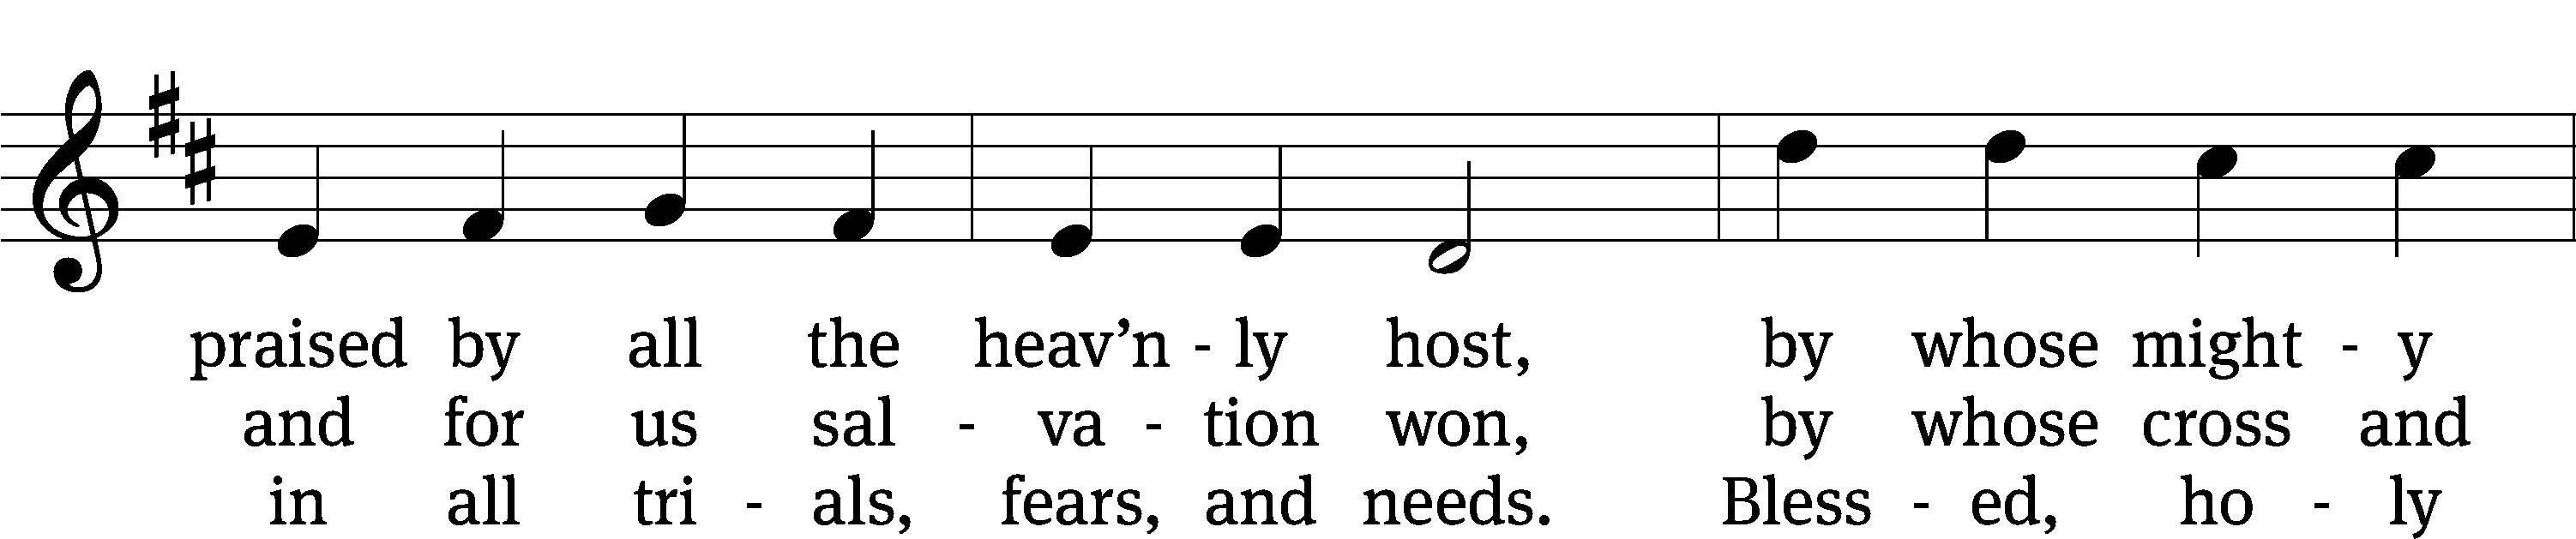 praised by all the heav’n - ly host, by whose might - y
and for us sal - va - tion won, by whose cross and
in all tri - als, fears, and needs. Bless - ed, ho - ly